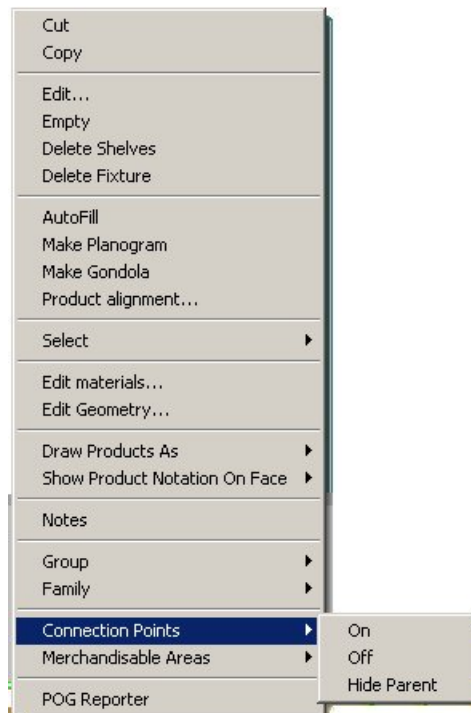 Cut
Copy
Edit...
Empty
Delete Shelves
Delete Fixture
AutoFill
Make Planogram
Make Gondola
Product alignment...
Select
Edit materials...
Edit Geometry...
Draw Products As
Show Product Notation On Face
Notes
Group
Family
Connection Points
Merchandisable Areas
POG Reporter
On
Off
Hide Parent